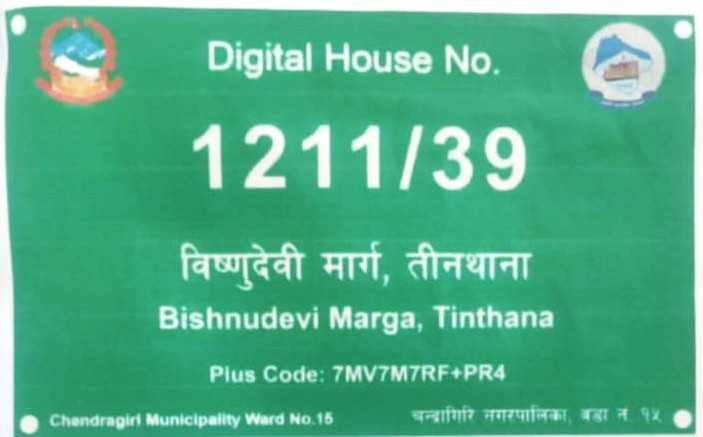 Digital House No.
1211/39
विष्णुदेवी मार्ग, तीनथाना
Bishnudevi Marga, Tinthana
Plus Code: 7MV7M7RF+PR4
Chandragiri Municipality Ward No.15 चन्द्रागिरि नगरपालिका, वडा नं. १५